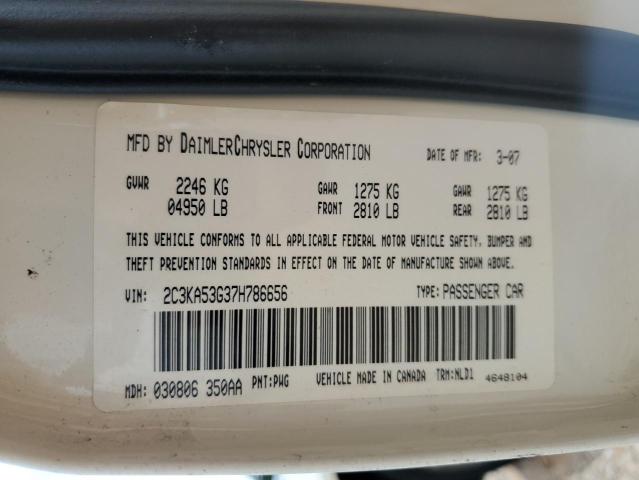 MFD BY DAIMLERCHRYSLER CORPORATION DATE OF MFR: 3-07
GVWR 2246 KG GAWR 1275 KG GAWR 1275 KG
04950 LB FRONT 2810 LB REAR 2810 LB
THIS VEHICLE CONFORMS TO ALL APPLICABLE FEDERAL MOTOR VEHICLE SAFETY, BUMPER AND
THEFT PREVENTION STANDARDS IN EFFECT ON THE DATE OF MANUFACTURE SHOWN ABOVE.
VIN: 2C3KA53G37H786656 TYPE: PASSENGER CAR
MDH: 030806 350AA PNT: PWG VEHICLE MADE IN CANADA TRM: NLD1 4648104